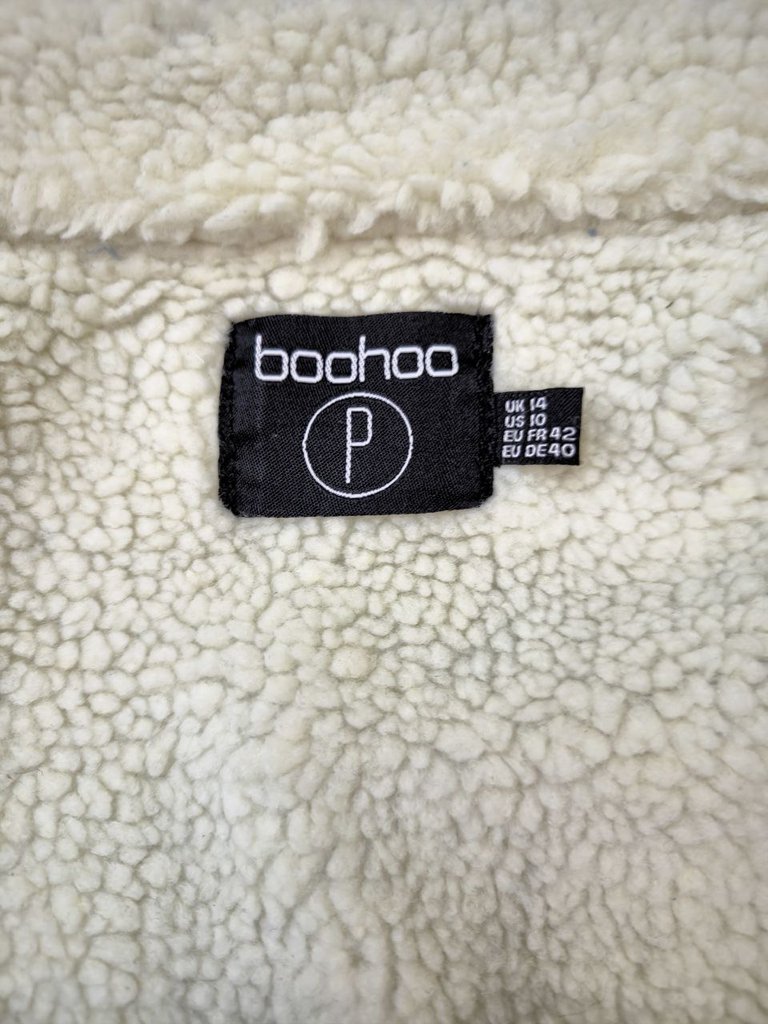 boohoo
P
UK 14
US 10
EU FR 42
EU DE 40